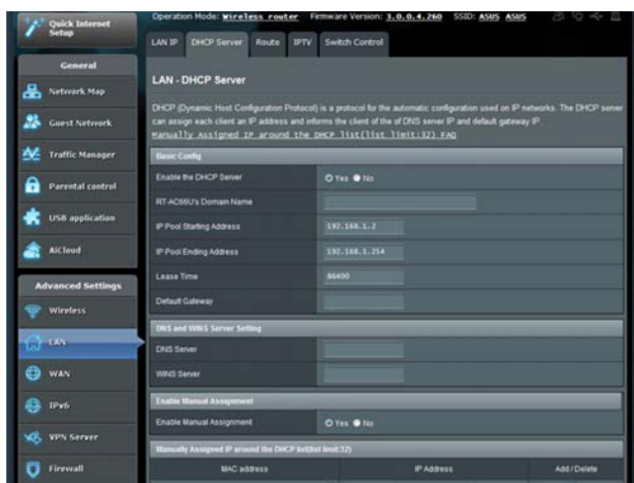 Operation Mode: Wireless router Firmware Version: 3.0.0.4.260 SSID: ASUS ASUS
Quick Internet Setup
LAN IP DHCP Server Route IPTV Switch Control
General
Network Map
Guest Network
Traffic Manager
Parental control
USB application
AiCloud
Advanced Settings
Wireless
LAN
WAN
IPv6
VPN Server
Firewall
LAN - DHCP Server
DHCP (Dynamic Host Configuration Protocol) is a protocol for the automatic configuration used on IP networks. The DHCP server
can assign each client an IP address and informs the client of the of DNS server IP and default gateway IP.
Manually Assigned IP around the DHCP list(list limit:32) FAQ
Basic Config
Enable the DHCP Server Yes No
RT-AC66U's Domain Name
IP Pool Starting Address 192.168.1.2
IP Pool Ending Address 192.168.1.254
Lease Time 86400
Default Gateway
DNS and WINS Server Setting
DNS Server
WINS Server
Enable Manual Assignment
Enable Manual Assignment Yes No
Manually Assigned IP around the DHCP list(list limit:32)
MAC address IP Address Add / Delete